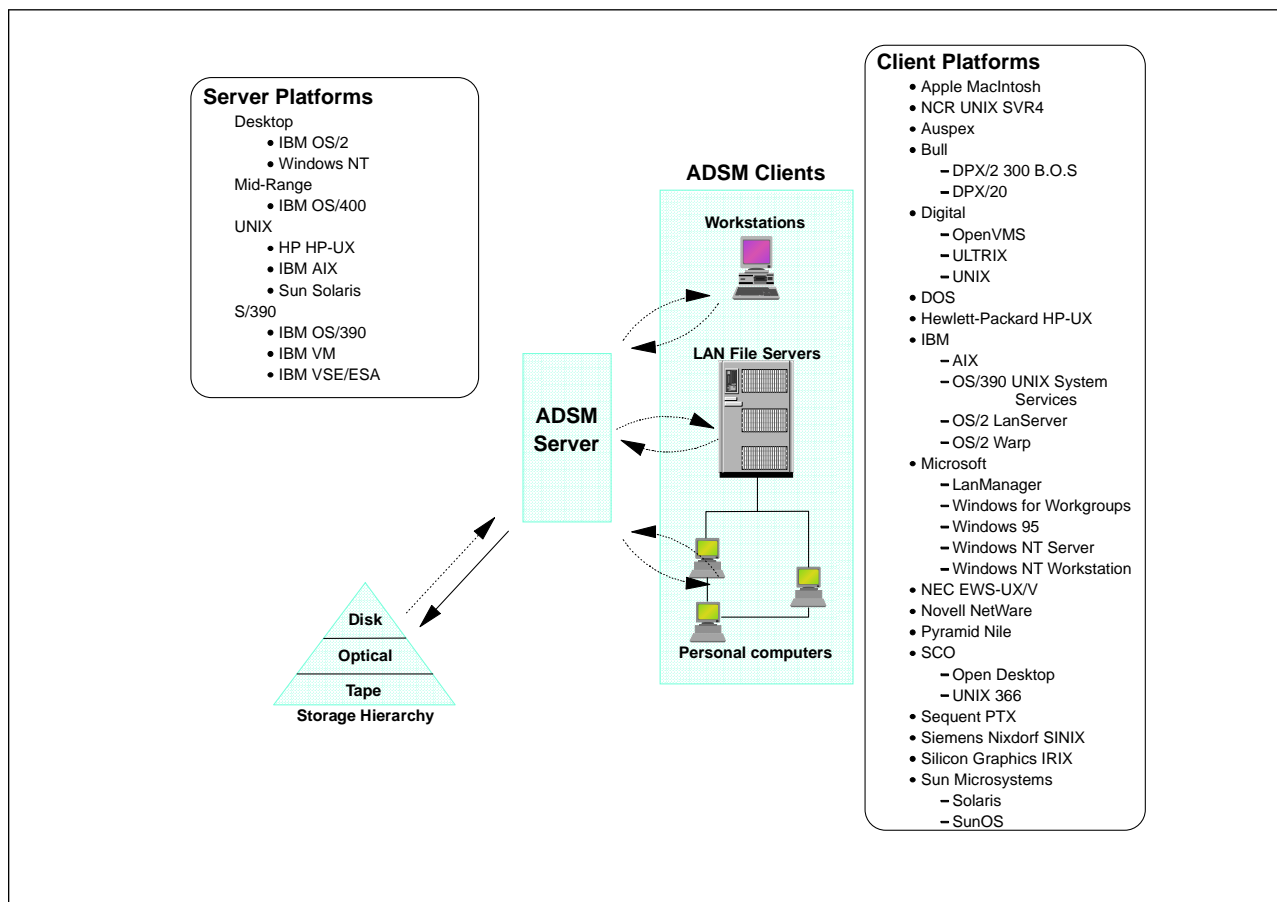 Server Platforms
Desktop
• IBM OS/2
• Windows NT
Mid-Range
• IBM OS/400
UNIX
• HP HP-UX
• IBM AIX
• Sun Solaris
S/390
• IBM OS/390
• IBM VM
• IBM VSE/ESA
ADSM
Server
Disk
Optical
Tape
Storage Hierarchy
ADSM Clients
Workstations
LAN File Servers
Personal computers
Client Platforms
• Apple MacIntosh
• NCR UNIX SVR4
• Auspex
• Bull
– DPX/2 300 B.O.S
– DPX/20
• Digital
– OpenVMS
– ULTRIX
– UNIX
• DOS
• Hewlett-Packard HP-UX
• IBM
– AIX
– OS/390 UNIX System
Services
– OS/2 LanServer
– OS/2 Warp
• Microsoft
– LanManager
– Windows for Workgroups
– Windows 95
– Windows NT Server
– Windows NT Workstation
• NEC EWS-UX/V
• Novell NetWare
• Pyramid Nile
• SCO
– Open Desktop
– UNIX 366
• Sequent PTX
• Siemens Nixdorf SINIX
• Silicon Graphics IRIX
• Sun Microsystems
– Solaris
– SunOS